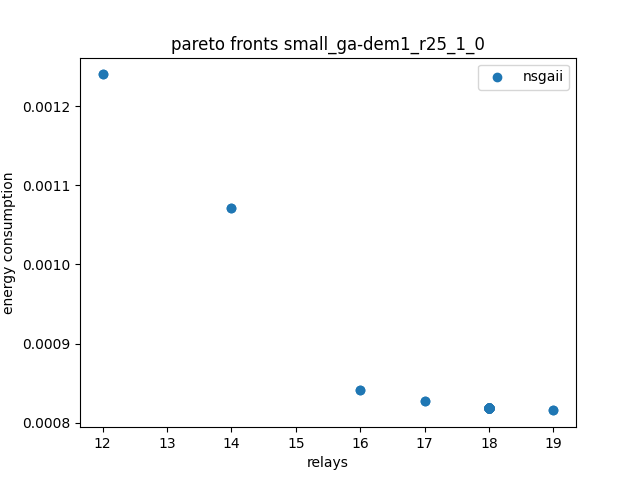 pareto fronts small_ga-dem1_r25_1_0
nsgaii
0.0012
0.0011
0.0010
0.0009
0.0008
energy consumption
12 13 14 15 16 17 18 19
relays